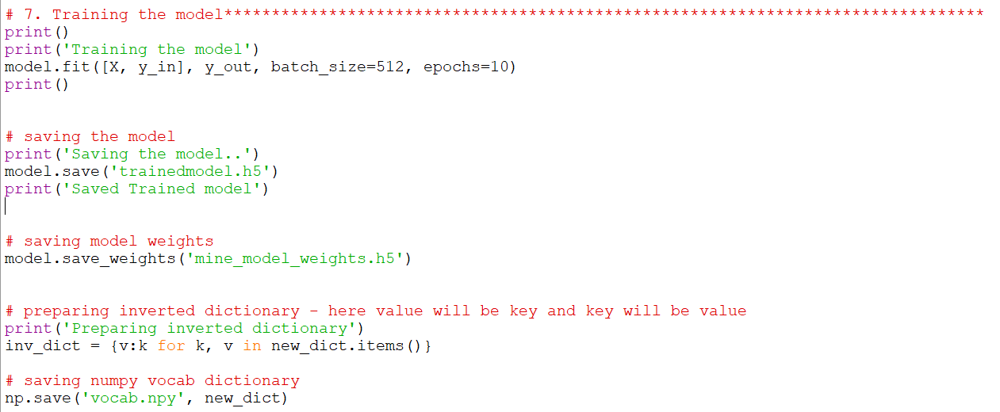 # 7. Training the model********************************************************************************
print()
print('Training the model')
model.fit([X, y_in], y_out, batch_size=512, epochs=10)
print()
# saving the model
print('Saving the model..')
model.save('trainedmodel.h5')
print('Saved Trained model')
# saving model weights
model.save_weights('mine_model_weights.h5')
# preparing inverted dictionary - here value will be key and key will be value
print('Preparing inverted dictionary')
inv_dict = {v:k for k, v in new_dict.items()}
# saving numpy vocab dictionary
np.save('vocab.npy', new_dict)